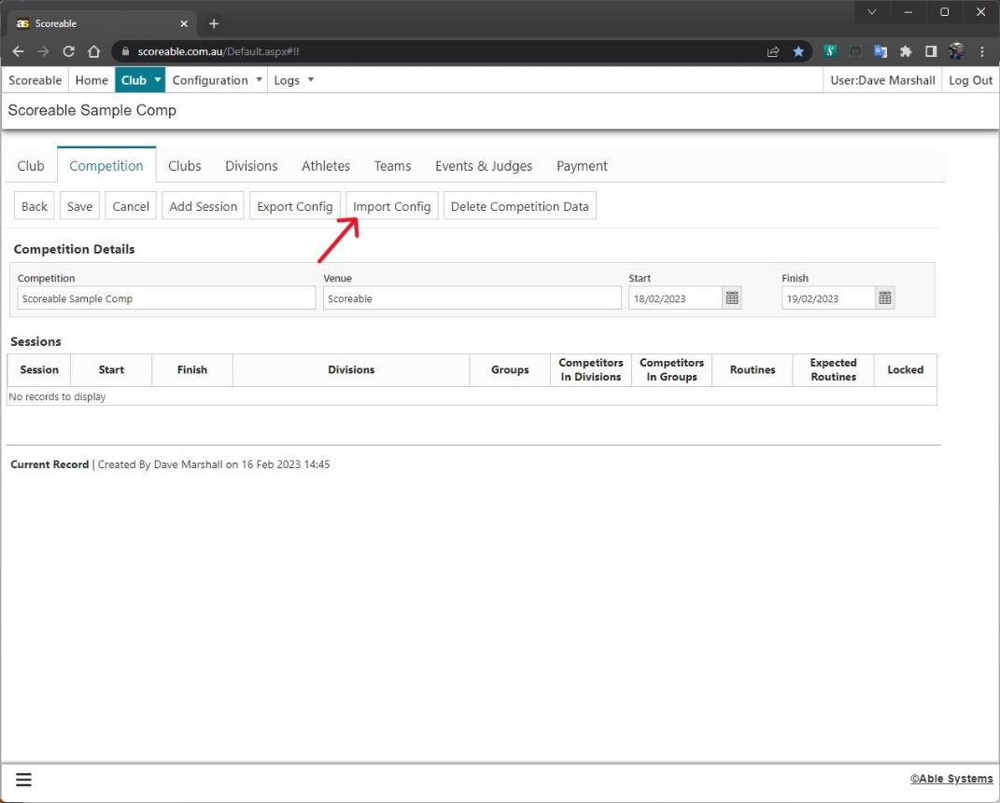 Scoreable
scoreable.com.au/Default.aspx#!!
Scoreable Home Club Configuration Logs User:Dave Marshall Log Out
Scoreable Sample Comp
Club Competition Clubs Divisions Athletes Teams Events & Judges Payment
Back Save Cancel Add Session Export Config Import Config Delete Competition Data
Competition Details
Competition Venue Start Finish
Scoreable Sample Comp Scoreable 18/02/2023 19/02/2023
Sessions
Session Start Finish Divisions Groups Competitors In Divisions Competitors In Groups Routines Expected Routines Locked
No records to display
Current Record | Created By Dave Marshall on 16 Feb 2023 14:45
©Able Systems